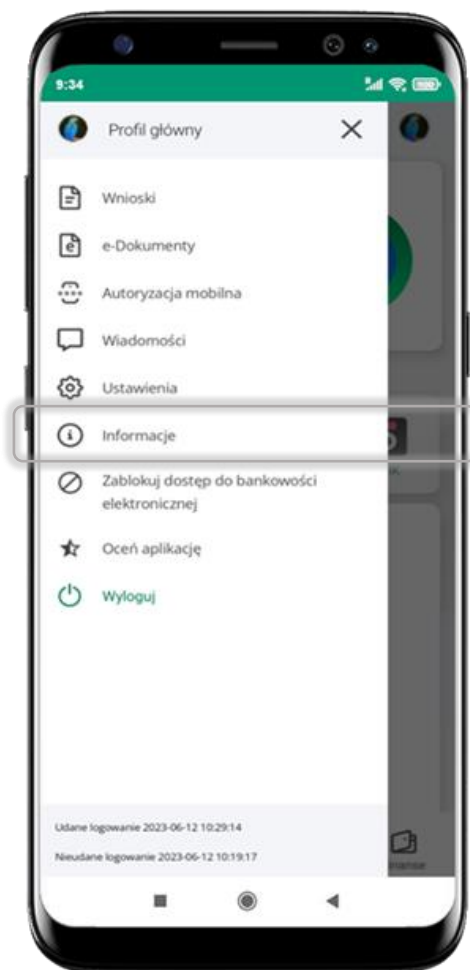 9:34
Profil główny
Wnioski
e-Dokumenty
Autoryzacja mobilna
Wiadomości
Ustawienia
Informacje
Zablokuj dostęp do bankowości
elektronicznej
Oceń aplikację
Wyloguj
Udane logowanie 2023-06-12 10:29:14
Nieudane logowanie 2023-06-12 10:19:17